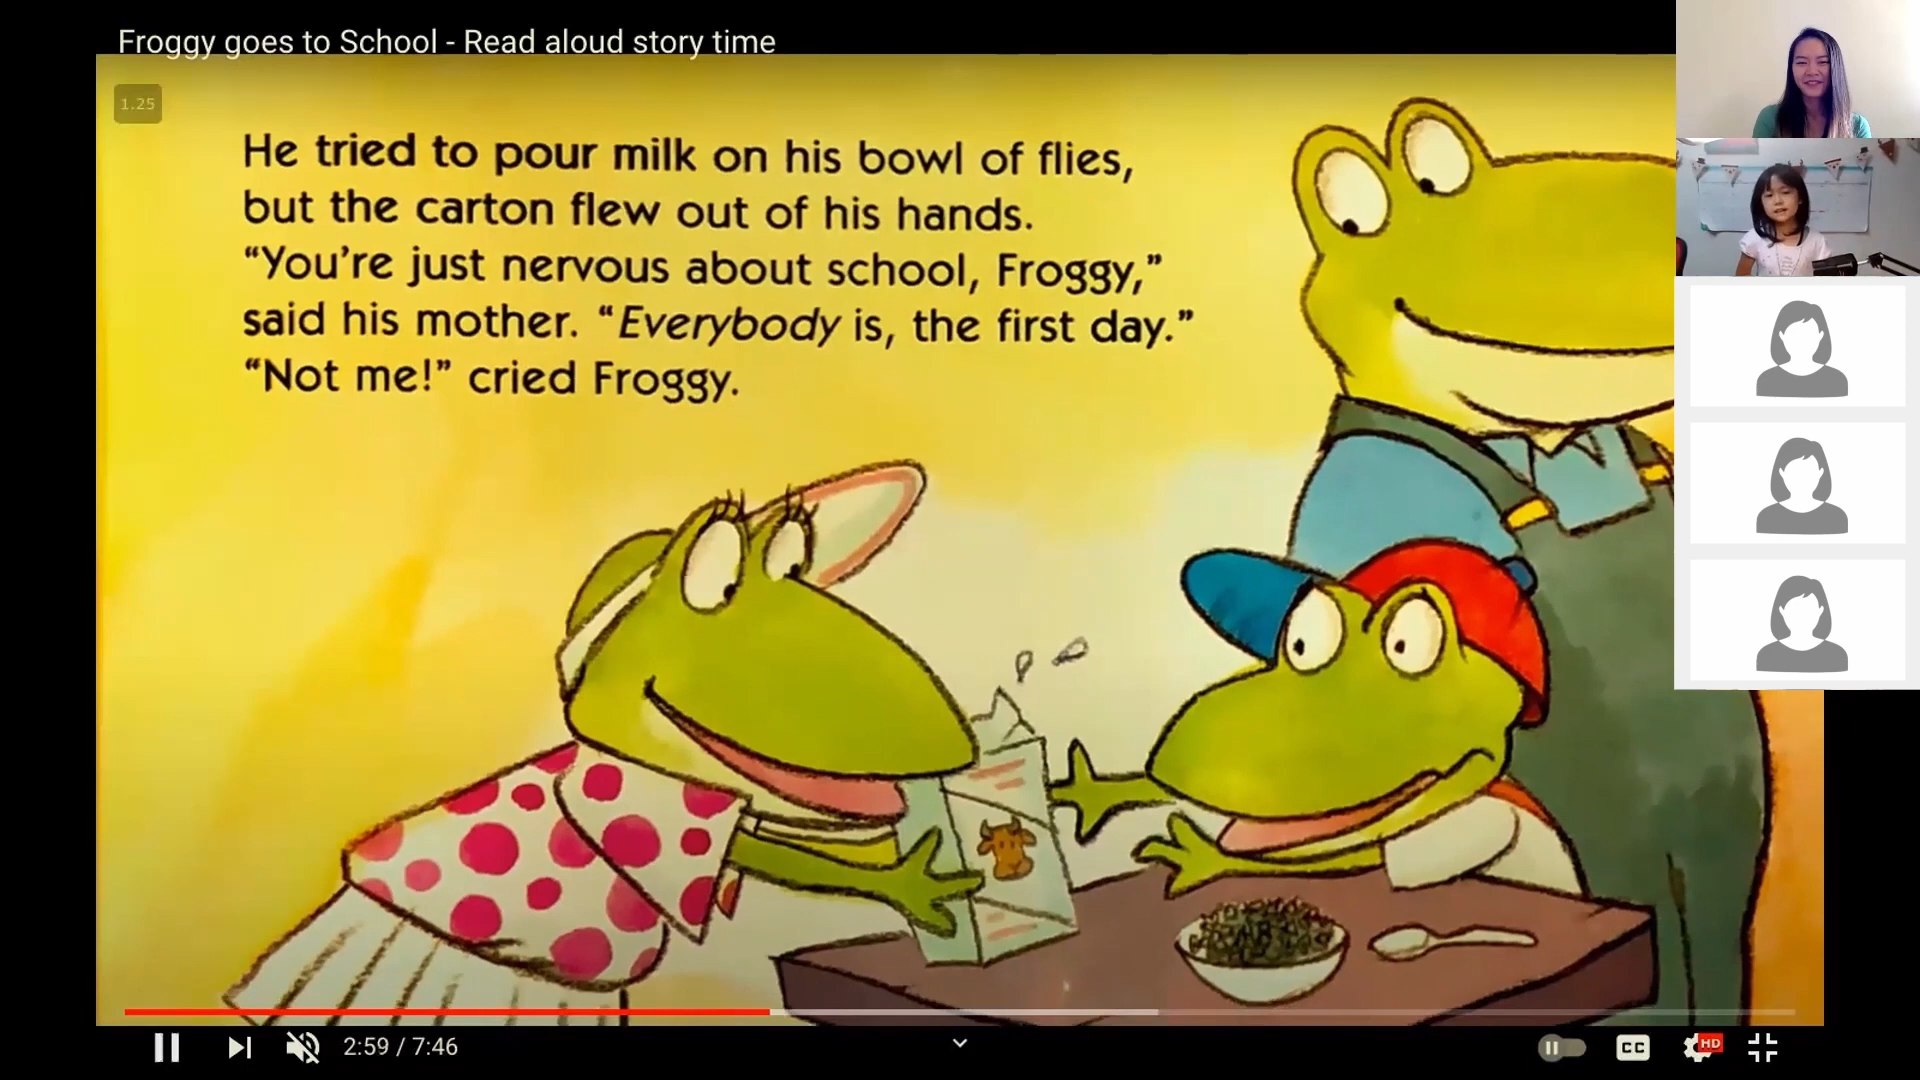 Froggy goes to School - Read aloud story time
1.25
He tried to pour milk on his bowl of flies,
but the carton flew out of his hands.
“You’re just nervous about school, Froggy,”
said his mother. “Everybody is, the first day.”
“Not me!” cried Froggy.
2:59 / 7:46
CC
HD